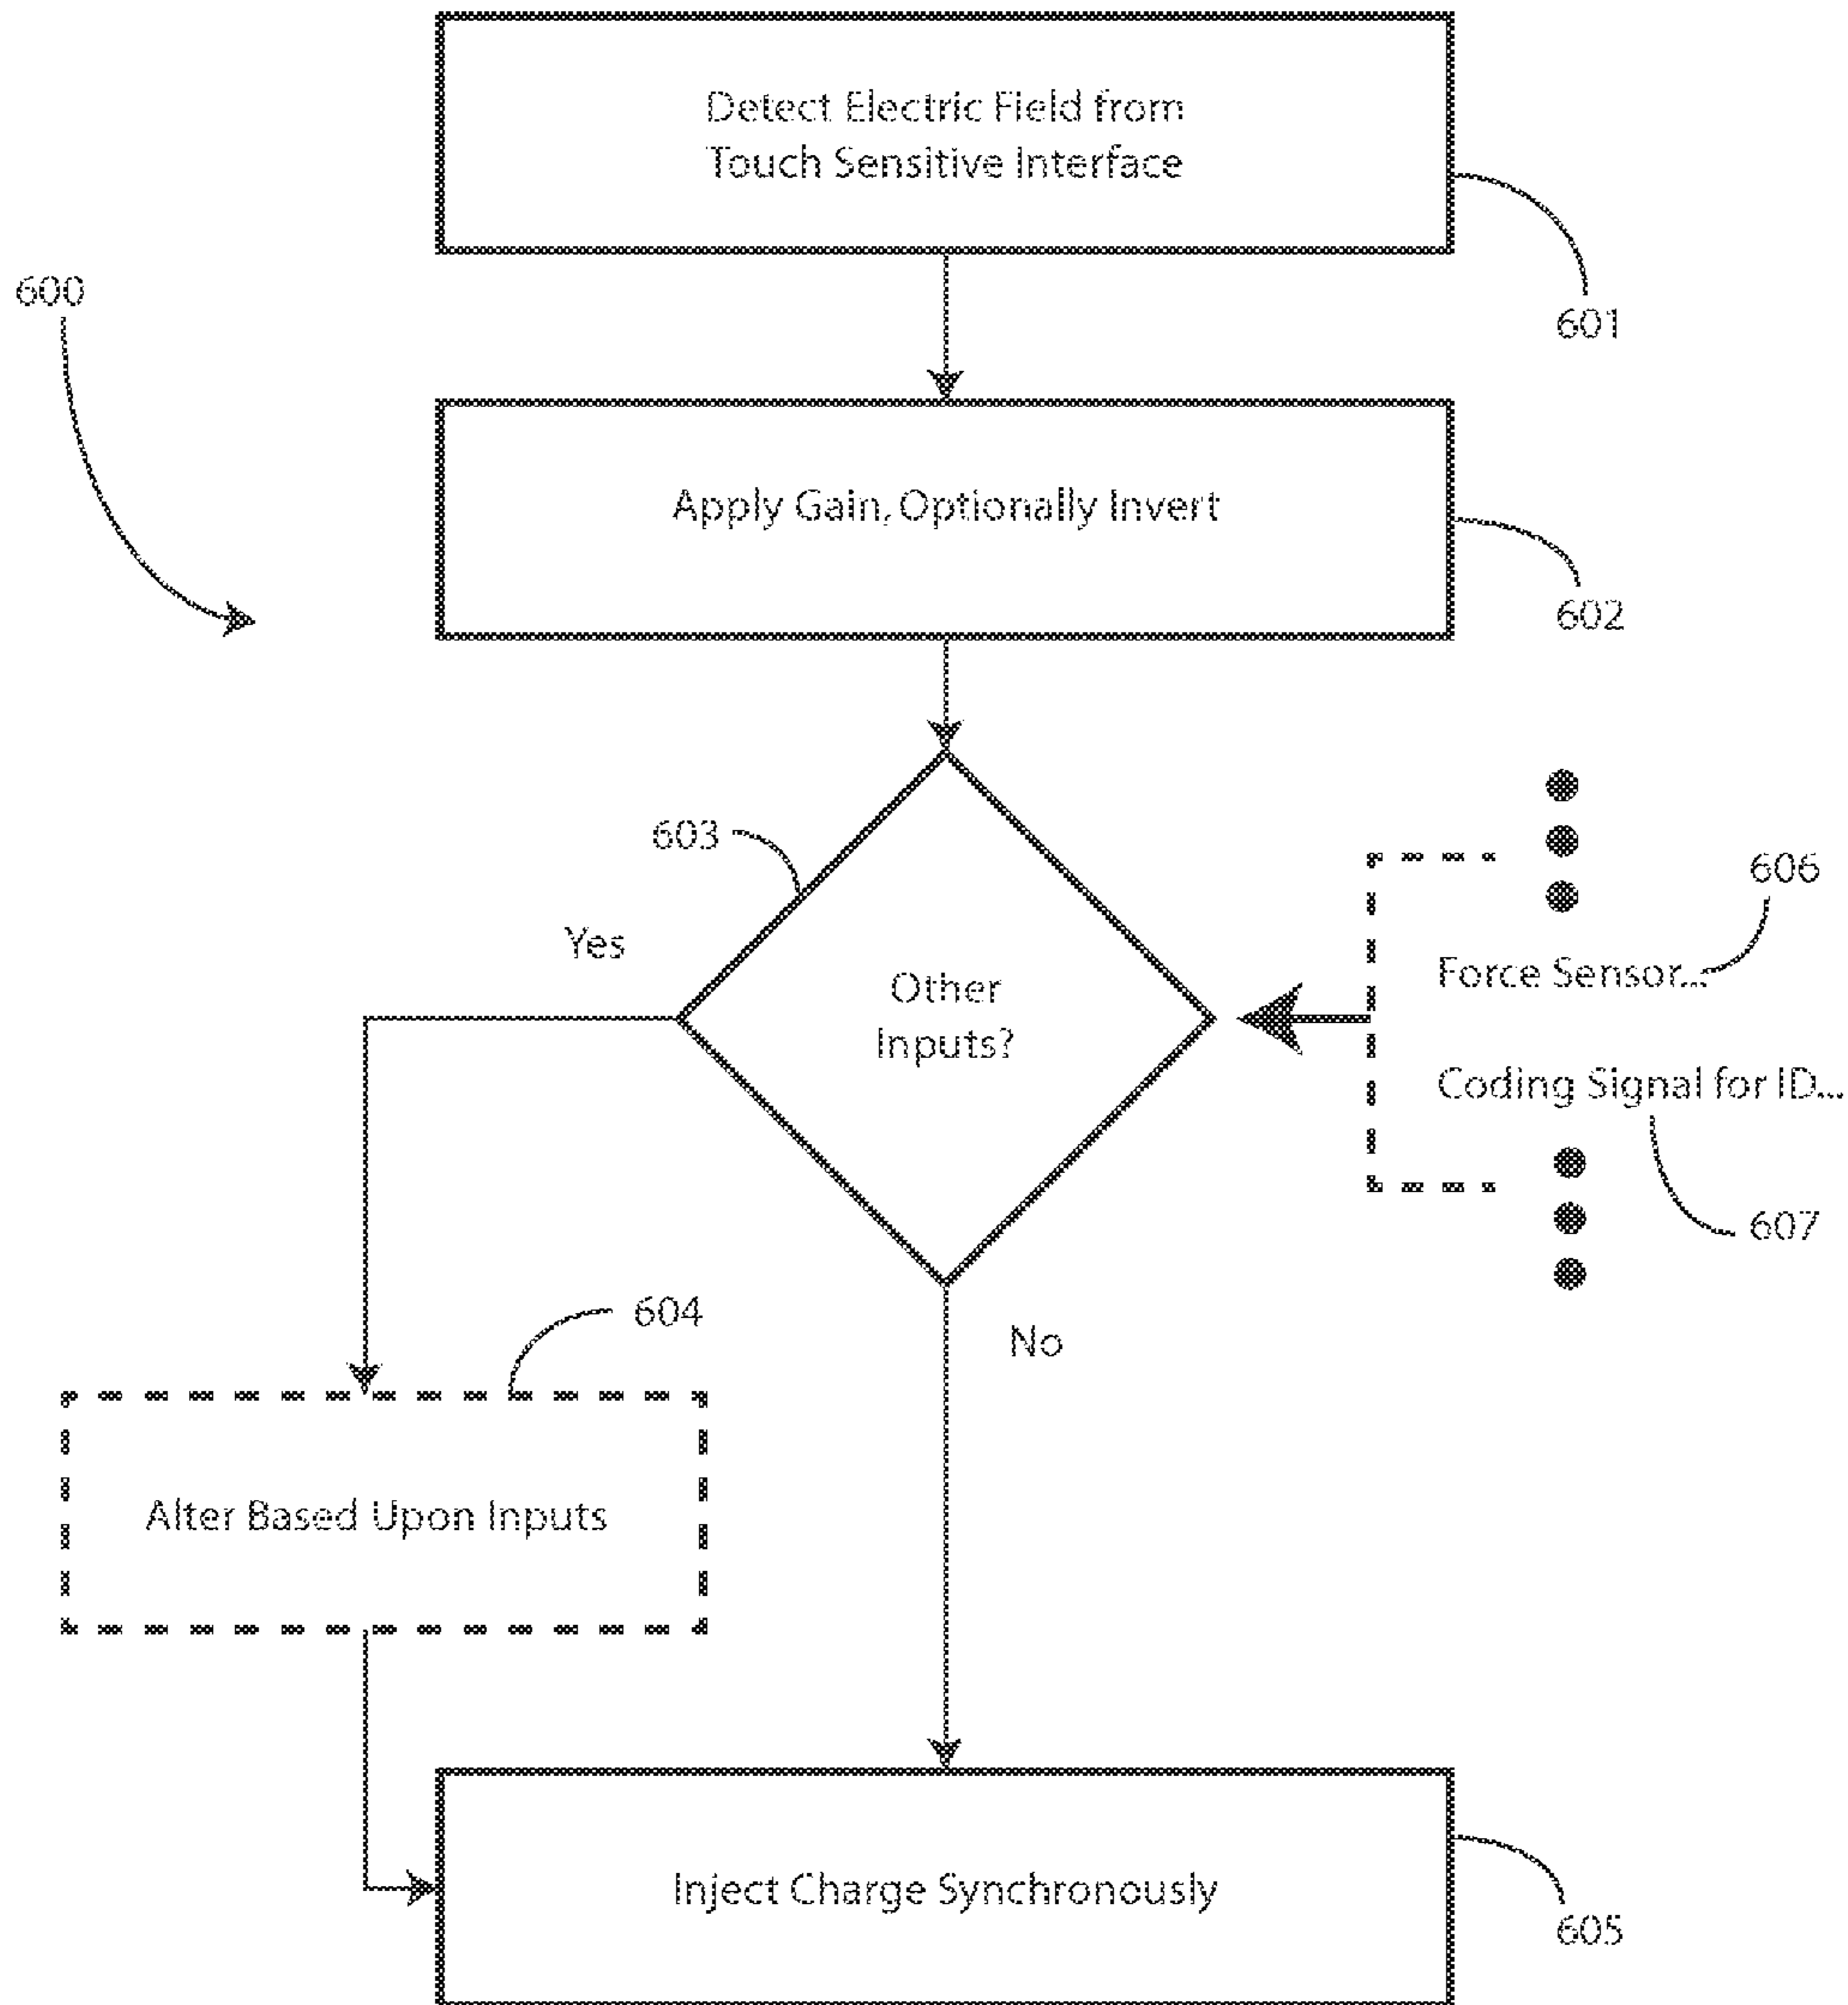 Detect Electric Field from
Touch Sensitive Interface
600
601
Apply Gain, Optionally Invert
602
603
606
Yes
Force Sensor...
Other
Inputs?
Coding Signal for ID...
607
604
No
Alter Based Upon Inputs
Inject Charge Synchronously
605